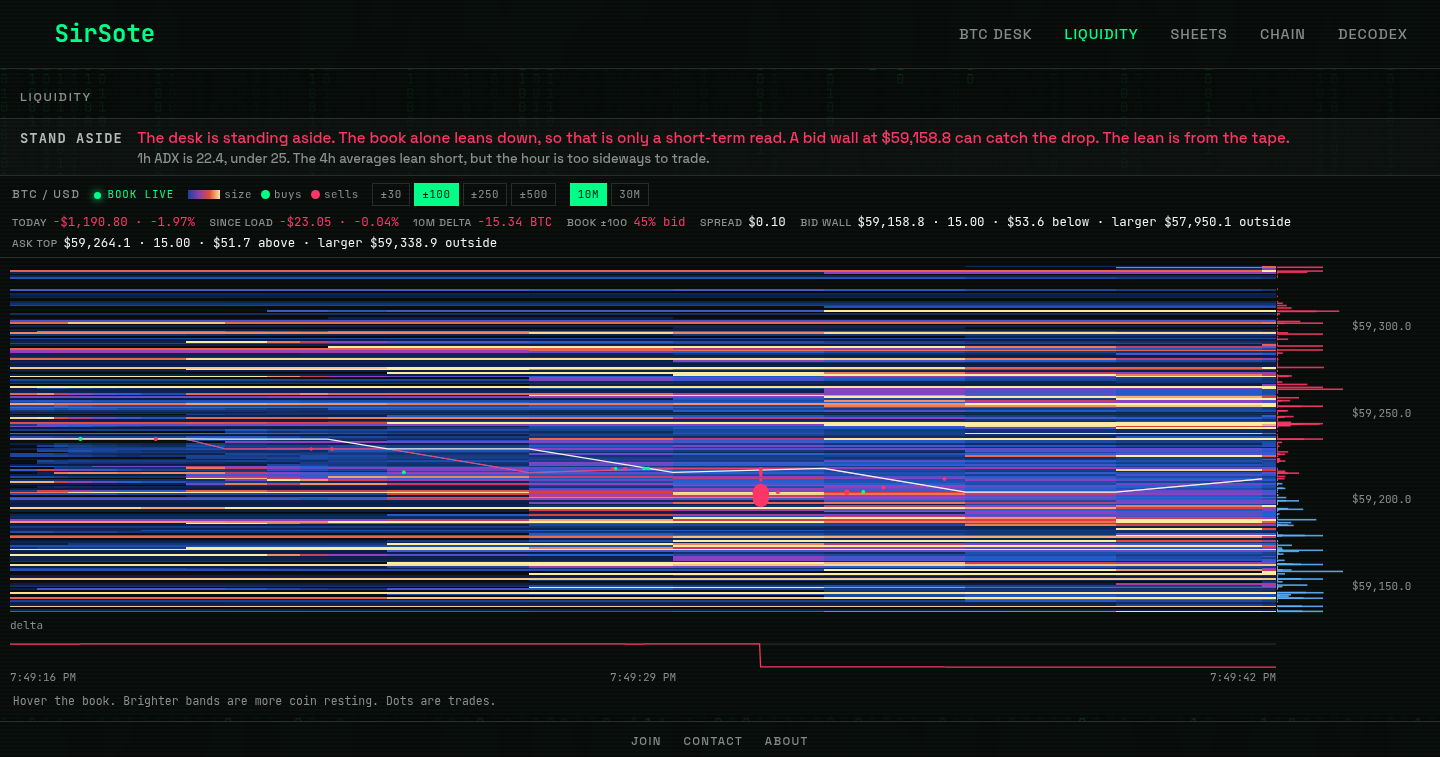 SirSote
BTC DESK LIQUIDITY SHEETS CHAIN DECODEX
LIQUIDITY
STAND ASIDE The desk is standing aside. The book alone leans down, so that is only a short-term read. A bid wall at $59,158.8 can catch the drop. The lean is from the tape.
1h ADX is 22.4, under 25. The 4h averages lean short, but the hour is too sideways to trade.
BTC / USD BOOK LIVE size buys sells ±30 ±100 ±250 ±500 10M 30M
TODAY -$1,190.80 · -1.97% SINCE LOAD -$23.05 · -0.04% 10M DELTA -15.34 BTC BOOK ±100 45% bid SPREAD $0.10 BID WALL $59,158.8 · 15.00 · $53.6 below · larger $57,950.1 outside
ASK TOP $59,264.1 · 15.00 · $51.7 above · larger $59,338.9 outside
$59,300.0
$59,250.0
$59,200.0
$59,150.0
delta
7:49:16 PM 7:49:29 PM 7:49:42 PM
Hover the book. Brighter bands are more coin resting. Dots are trades.
JOIN CONTACT ABOUT